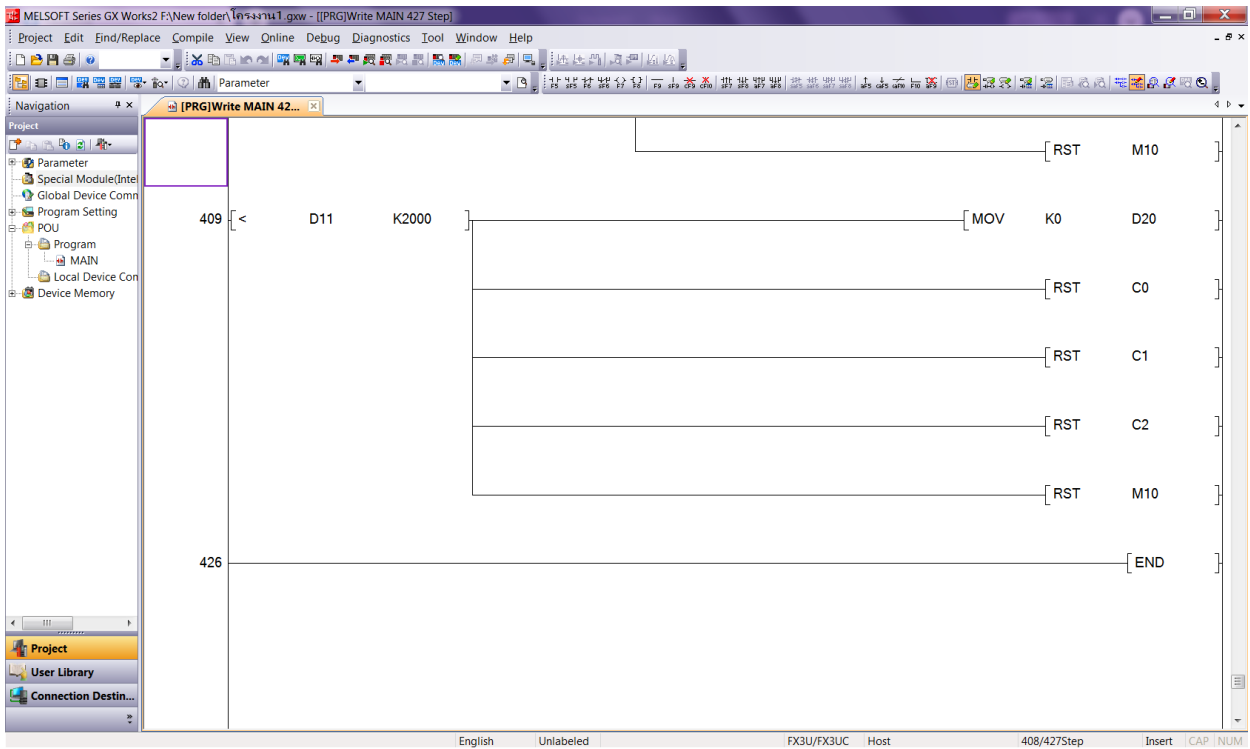 MELSOFT Series GX Works2 F:\New folder\โครงงาน1.gxw - [[PRG]Write MAIN 427 Step]
Project Edit Find/Replace Compile View Online Debug Diagnostics Tool Window Help
Parameter
Navigation
[PRG]Write MAIN 42...
Project
Parameter
Special Module(Intel
Global Device Comn
Program Setting
POU
Program
MAIN
Local Device Con
Device Memory
RST M10
409 < D11 K2000 MOV K0 D20
RST C0
RST C1
RST C2
RST M10
426 END
Project
User Library
Connection Destin...
English Unlabeled FX3U/FX3UC Host 408/427Step Insert CAP NUM